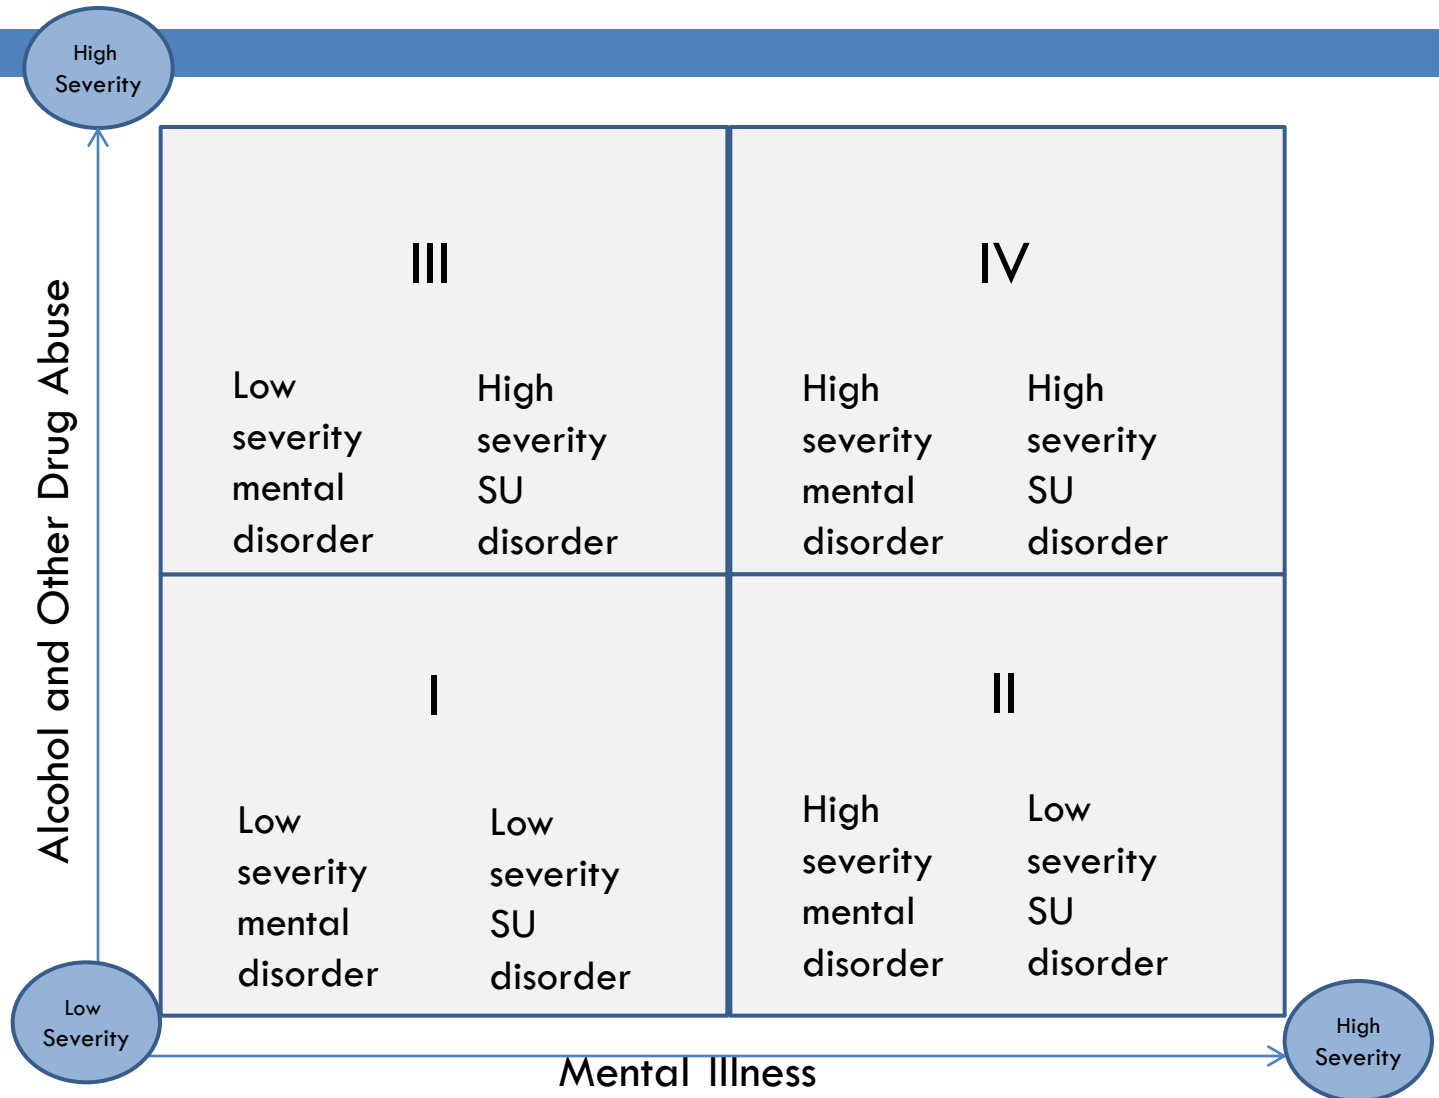 High
Severity
Alcohol and Other Drug Abuse
III
Low
severity
mental
disorder
High
severity
SU
disorder
IV
High
severity
mental
disorder
High
severity
SU
disorder
I
Low
severity
mental
disorder
Low
severity
SU
disorder
II
High
severity
mental
disorder
Low
severity
SU
disorder
Low
Severity
Mental Illness
High
Severity